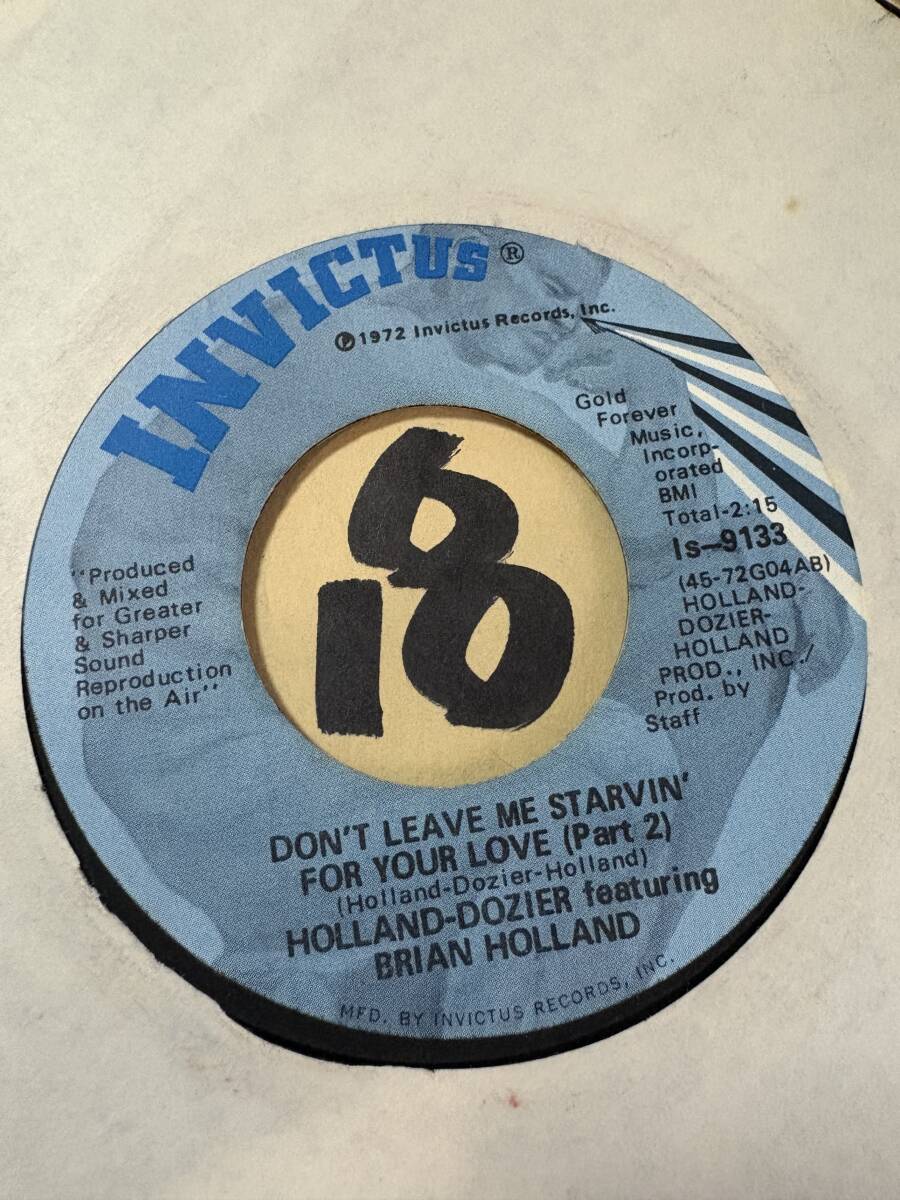 INVICTUS®
℗1972 Invictus Records, Inc.
Gold
Forever
Music,
Incorp-
orated
BMI
Total-2:15
Is-9133
(45-72G04AB)
HOLLAND-
DOZIER-
HOLLAND
PROD., INC./
Prod. by
Staff
"Produced
& Mixed
for Greater
& Sharper
Sound
Reproduction
on the Air"
6
10
DON'T LEAVE ME STARVIN'
FOR YOUR LOVE (Part 2)
(Holland-Dozier-Holland)
HOLLAND-DOZIER featuring
BRIAN HOLLAND
MFD. BY INVICTUS RECORDS, INC.